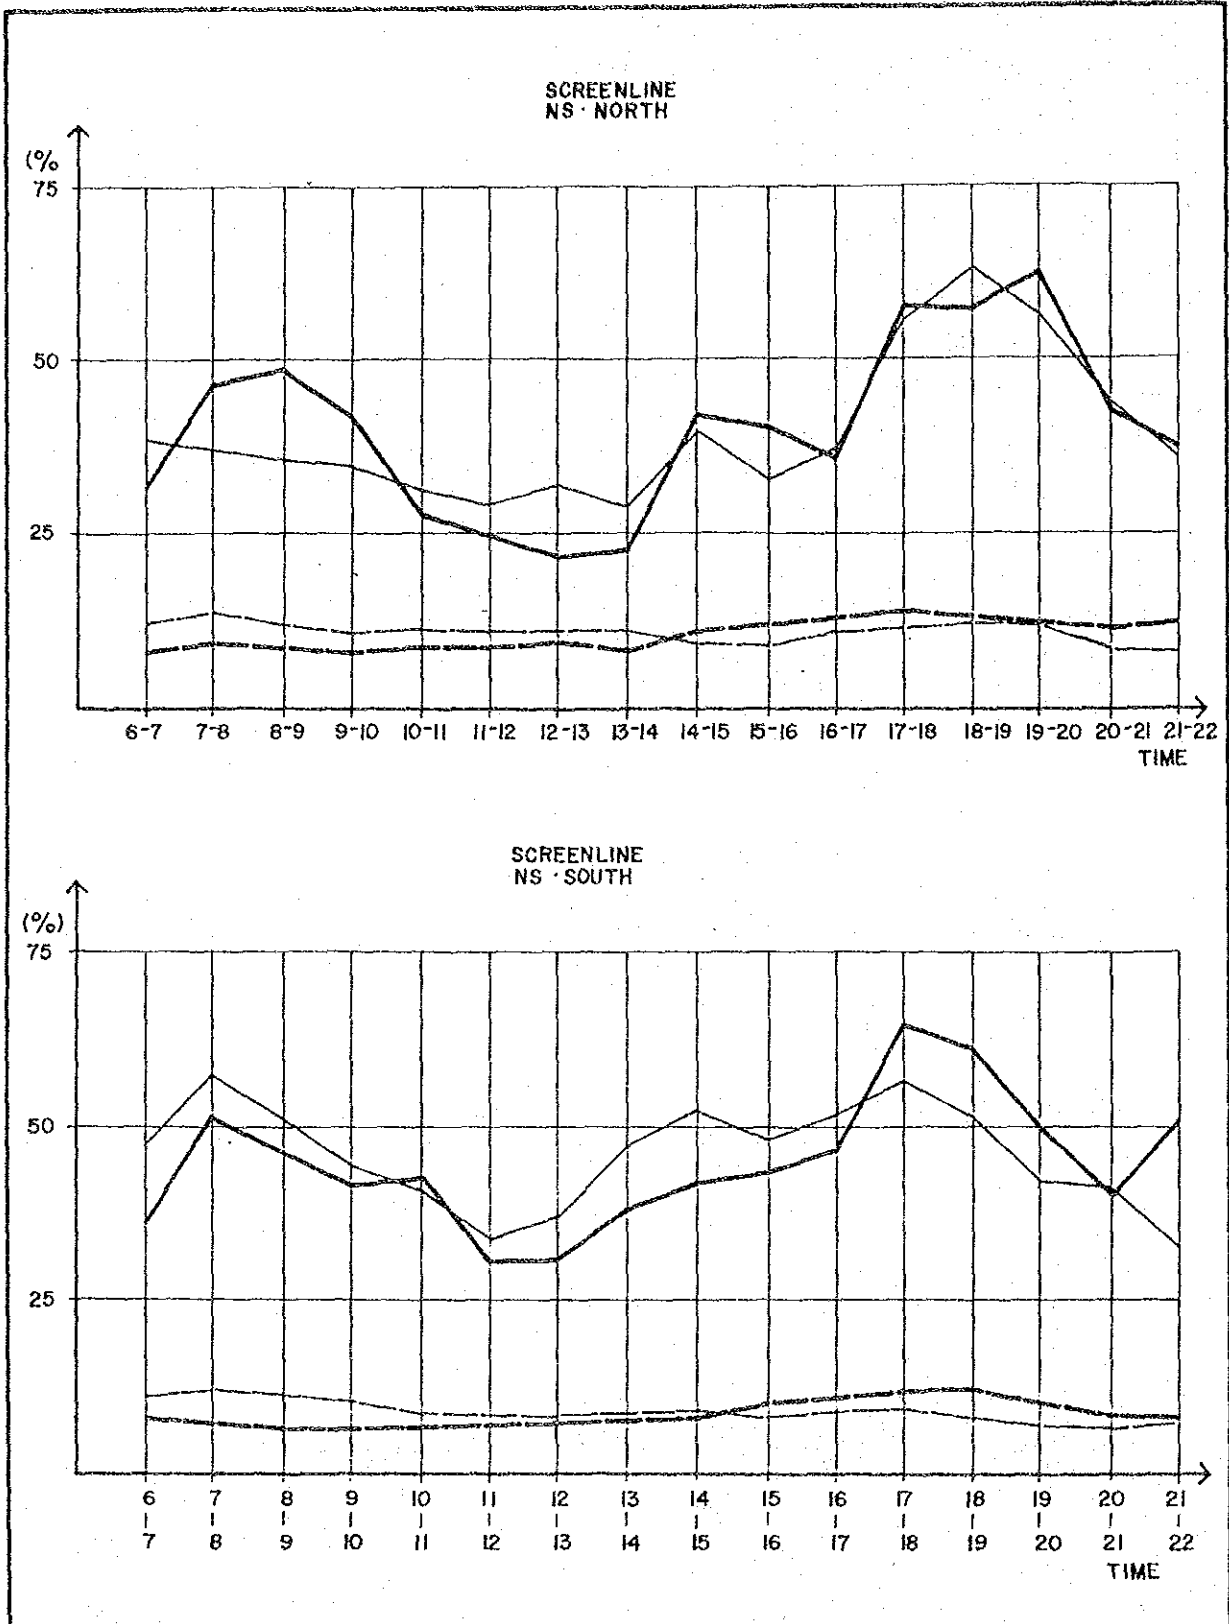 SCREENLINE
NS · NORTH
(%
75
50
25
6-7 7-8 8-9 9-10 10-11 11-12 12-13 13-14 14-15 15-16 16-17 17-18 18-19 19-20 20-21 21-22
TIME
SCREENLINE
NS · SOUTH
(%)
75
50
25
6 7 8 9 10 11 12 13 14 15 16 17 18 19 20 21
| | | | | | | | | | | | | | | |
7 8 9 10 11 12 13 14 15 16 17 18 19 20 21 22
TIME